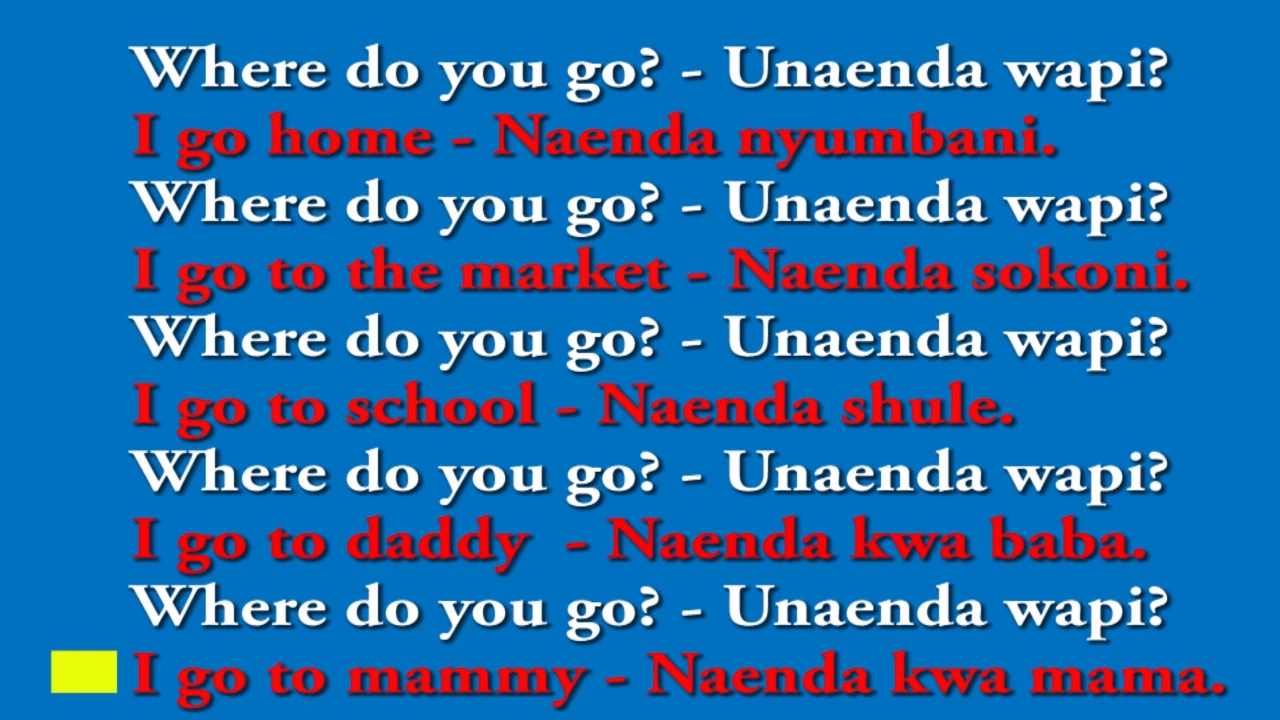 Where do you go? - Unaenda wapi?
I go home - Naenda nyumbani.
Where do you go? - Unaenda wapi?
I go to the market - Naenda sokoni.
Where do you go? - Unaenda wapi?
I go to school - Naenda shule.
Where do you go? - Unaenda wapi?
I go to daddy  - Naenda kwa baba.
Where do you go? - Unaenda wapi?
I go to mammy - Naenda kwa mama.